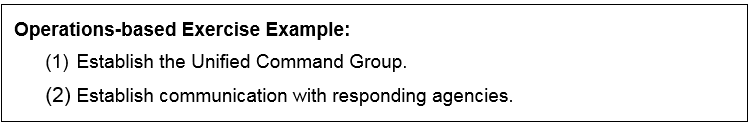 Operations-based Exercise Example:
(1) Establish the Unified Command Group.
(2) Establish communication with responding agencies.